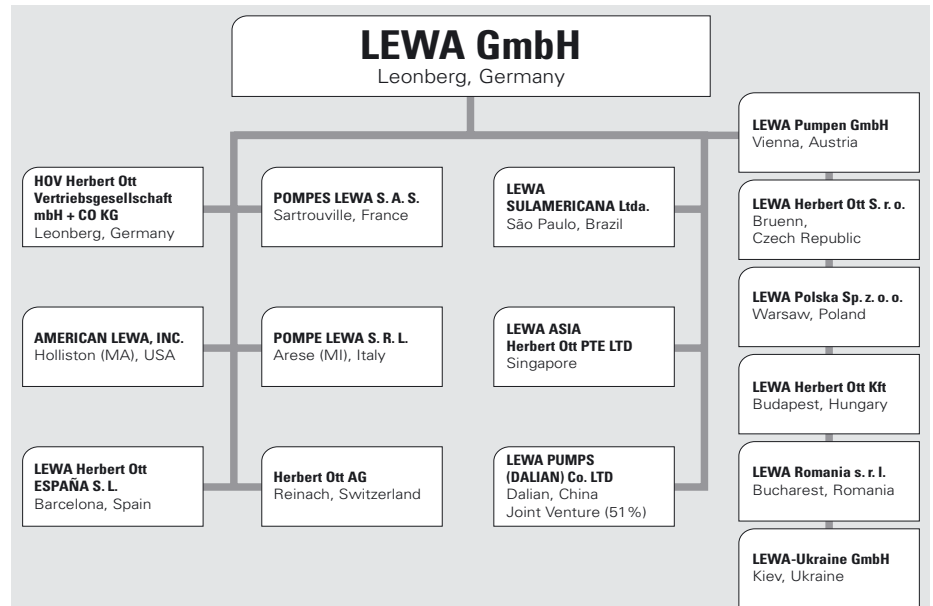 LEWA GmbH
Leonberg, Germany
LEWA Pumpen GmbH
Vienna, Austria
HOV Herbert Ott
Vertriebsgesellschaft
mbH + CO KG
Leonberg, Germany
POMPES LEWA S. A. S.
Sartrouville, France
LEWA
SULAMERICANA Ltda.
São Paulo, Brazil
LEWA Herbert Ott S. r. o.
Bruenn,
Czech Republic
LEWA Polska Sp. z. o. o.
Warsaw, Poland
AMERICAN LEWA, INC.
Holliston (MA), USA
POMPE LEWA S. R. L.
Arese (MI), Italy
LEWA ASIA
Herbert Ott PTE LTD
Singapore
LEWA Herbert Ott Kft
Budapest, Hungary
LEWA Herbert Ott
ESPAÑA S. L.
Barcelona, Spain
Herbert Ott AG
Reinach, Switzerland
LEWA PUMPS
(DALIAN) Co. LTD
Dalian, China
Joint Venture (51%)
LEWA Romania s. r. l.
Bucharest, Romania
LEWA-Ukraine GmbH
Kiev, Ukraine